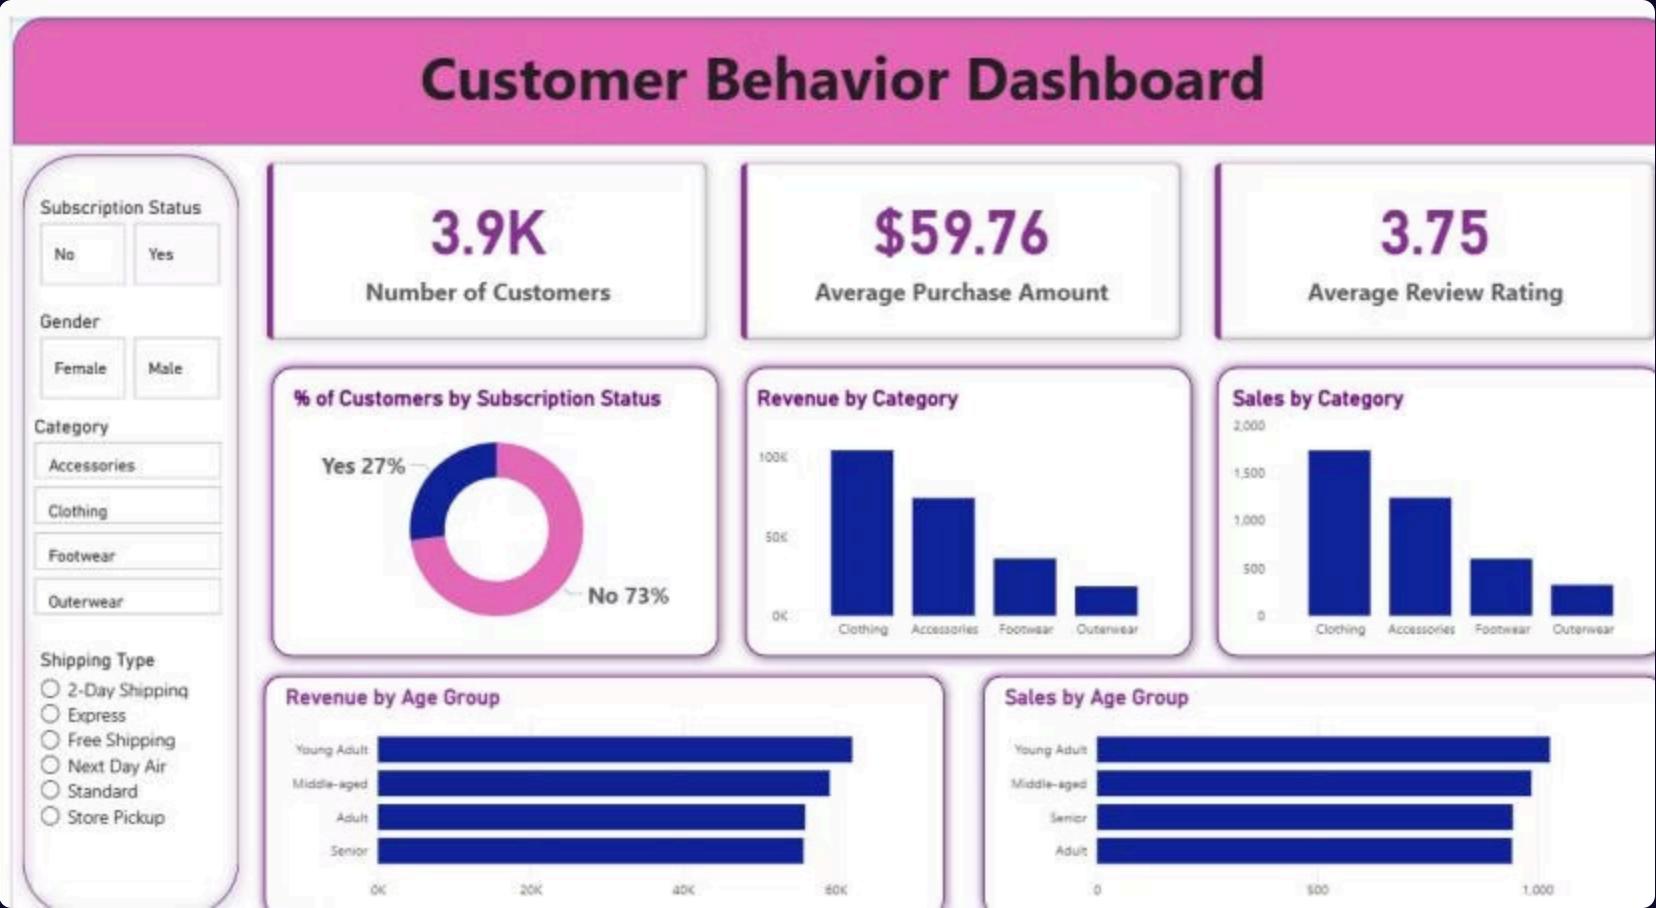 Customer Behavior Dashboard
Subscription Status
No
Yes
Gender
Female
Male
Category
Accessories
Clothing
Footwear
Outerwear
Shipping Type
2-Day Shipping
Express
Free Shipping
Next Day Air
Standard
Store Pickup
3.9K
Number of Customers
$59.76
Average Purchase Amount
3.75
Average Review Rating
% of Customers by Subscription Status
Yes 27%
No 73%
Revenue by Category
100K
50K
0K
Clothing Accessories Footwear Outerwear
Sales by Category
2,000
1,500
1,000
500
0
Clothing Accessories Footwear Outerwear
Revenue by Age Group
Young Adult
Middle-aged
Adult
Senior
0K 20K 40K 60K
Sales by Age Group
Young Adult
Middle-aged
Senior
Adult
0 500 1,000